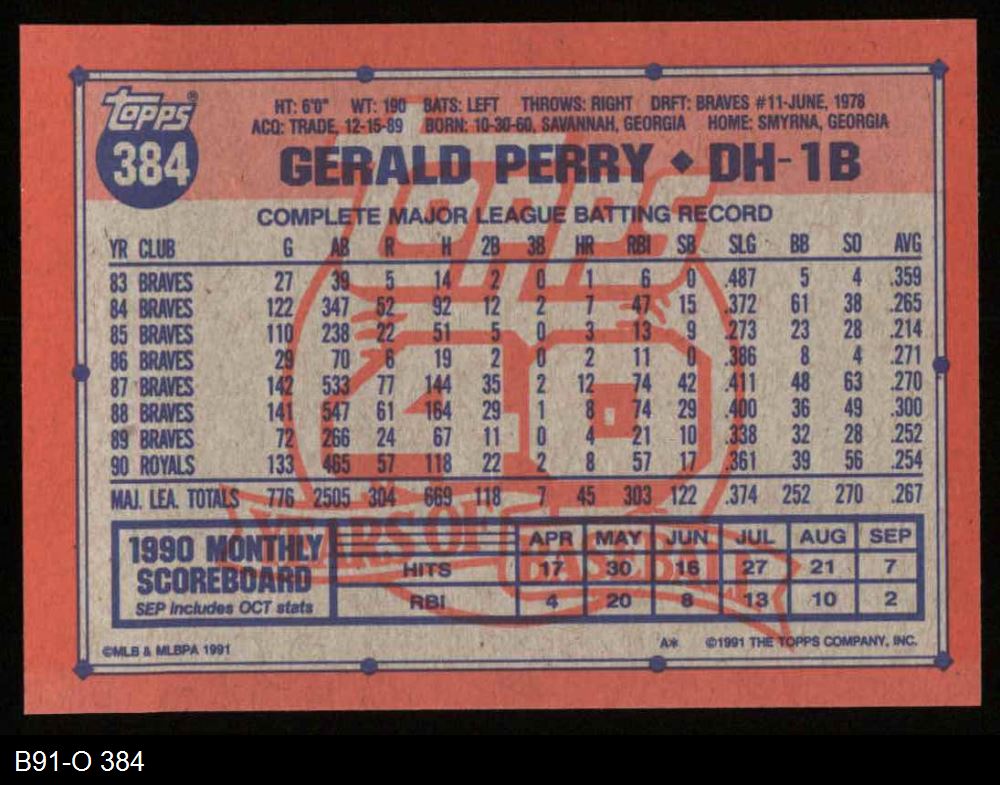 Topps®
384
HT: 6'0" WT: 190 BATS: LEFT THROWS: RIGHT DRFT: BRAVES #11-JUNE, 1978
ACQ: TRADE, 12-15-89 BORN: 10-30-60, SAVANNAH, GEORGIA HOME: SMYRNA, GEORGIA
GERALD PERRY ◆ DH-1B
COMPLETE MAJOR LEAGUE BATTING RECORD
YR CLUB G AB R H 2B 3B HR RBI SB SLG BB SO AVG
83 BRAVES 27 39 5 14 2 0 1 6 0 .487 5 4 .359
84 BRAVES 122 347 52 92 12 2 7 47 15 .372 61 38 .265
85 BRAVES 110 238 22 51 5 0 3 13 9 .273 23 28 .214
86 BRAVES 29 70 6 19 2 0 2 11 0 .386 8 4 .271
87 BRAVES 142 533 77 144 35 2 12 74 42 .411 48 63 .270
88 BRAVES 141 547 61 164 29 1 8 74 29 .400 36 49 .300
89 BRAVES 72 266 24 67 11 0 4 21 10 .338 32 28 .252
90 ROYALS 133 465 57 118 22 2 8 57 17 .361 39 56 .254
MAJ. LEA. TOTALS 776 2505 304 669 118 7 45 303 122 .374 252 270 .267
Topps
40
YEARS OF
BASEBALL
1990 MONTHLY
SCOREBOARD
SEP includes OCT stats
APR MAY JUN JUL AUG SEP
HITS 17 30 16 27 21 7
RBI 4 20 8 13 10 2
©MLB & MLBPA 1991 A* ©1991 THE TOPPS COMPANY, INC.
B91-O 384